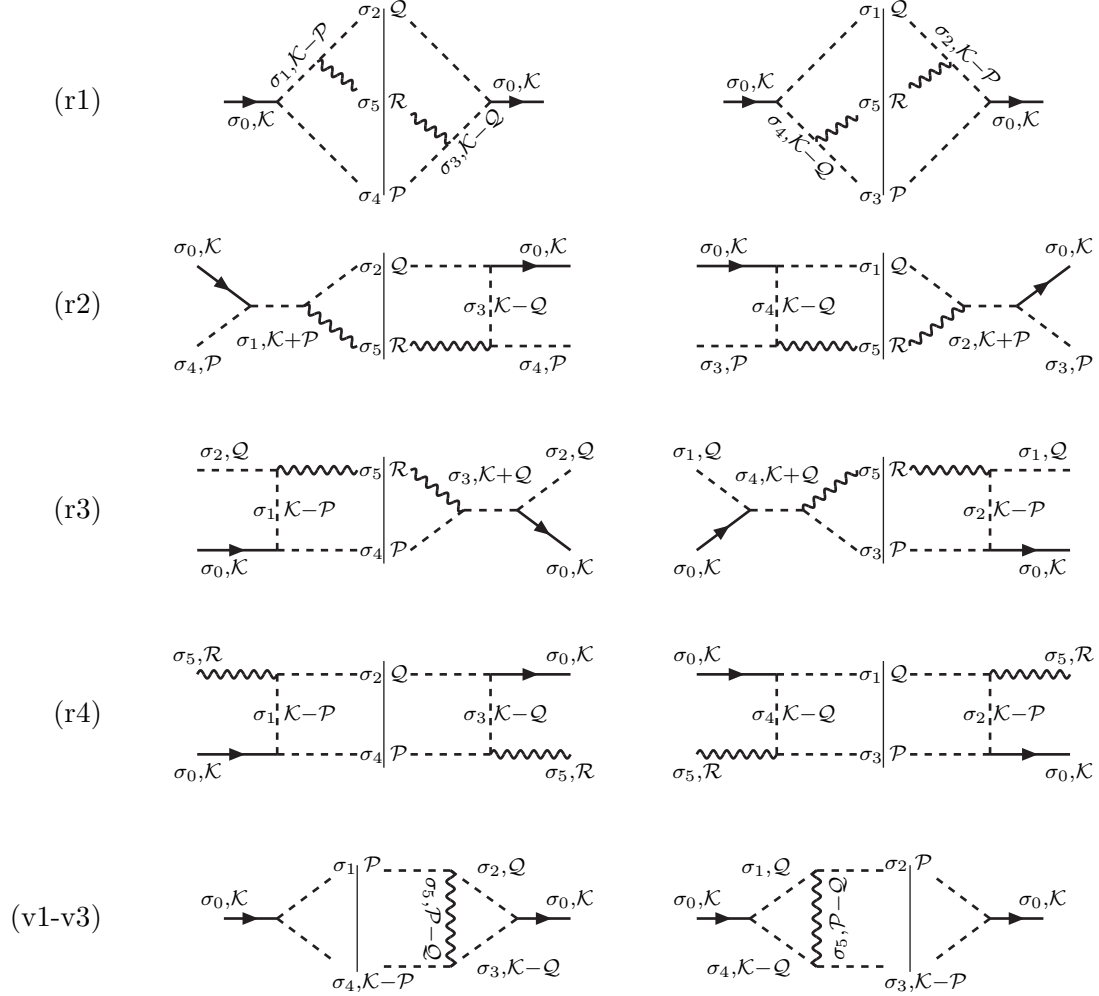 (r1)
σ₀,𝒦
σ₁,𝒦−𝒫
σ₂ 𝒬
σ₅ ℛ
σ₄ 𝒫
σ₃,𝒦−𝒬
σ₀,𝒦
σ₀,𝒦
σ₄,𝒦−𝒬
σ₁ 𝒬
σ₅ ℛ
σ₃ 𝒫
σ₂,𝒦−𝒫
σ₀,𝒦
(r2)
σ₀,𝒦
σ₄,𝒫
σ₁,𝒦+𝒫
σ₂ 𝒬
σ₅ ℛ
σ₃ 𝒦−𝒬
σ₀,𝒦
σ₄,𝒫
σ₀,𝒦
σ₃,𝒫
σ₄ 𝒦−𝒬
σ₁ 𝒬
σ₅ ℛ
σ₂,𝒦+𝒫
σ₀,𝒦
σ₃,𝒫
(r3)
σ₂,𝒬
σ₀,𝒦
σ₁ 𝒦−𝒫
σ₅ ℛ
σ₄ 𝒫
σ₃,𝒦+𝒬
σ₂,𝒬
σ₀,𝒦
σ₁,𝒬
σ₀,𝒦
σ₄,𝒦+𝒬
σ₅ ℛ
σ₃ 𝒫
σ₂ 𝒦−𝒫
σ₁,𝒬
σ₀,𝒦
(r4)
σ₅,ℛ
σ₀,𝒦
σ₁ 𝒦−𝒫
σ₂ 𝒬
σ₄ 𝒫
σ₃ 𝒦−𝒬
σ₀,𝒦
σ₅,ℛ
σ₀,𝒦
σ₅,ℛ
σ₄ 𝒦−𝒬
σ₁ 𝒬
σ₃ 𝒫
σ₂ 𝒦−𝒫
σ₅,ℛ
σ₀,𝒦
(v1-v3)
σ₀,𝒦
σ₁ 𝒫
σ₄,𝒦−𝒫
σ₅,𝒫−𝒬
σ₂,𝒬
σ₃,𝒦−𝒬
σ₀,𝒦
σ₀,𝒦
σ₁,𝒬
σ₄,𝒦−𝒬
σ₅,𝒫−𝒬
σ₂ 𝒫
σ₃,𝒦−𝒫
σ₀,𝒦